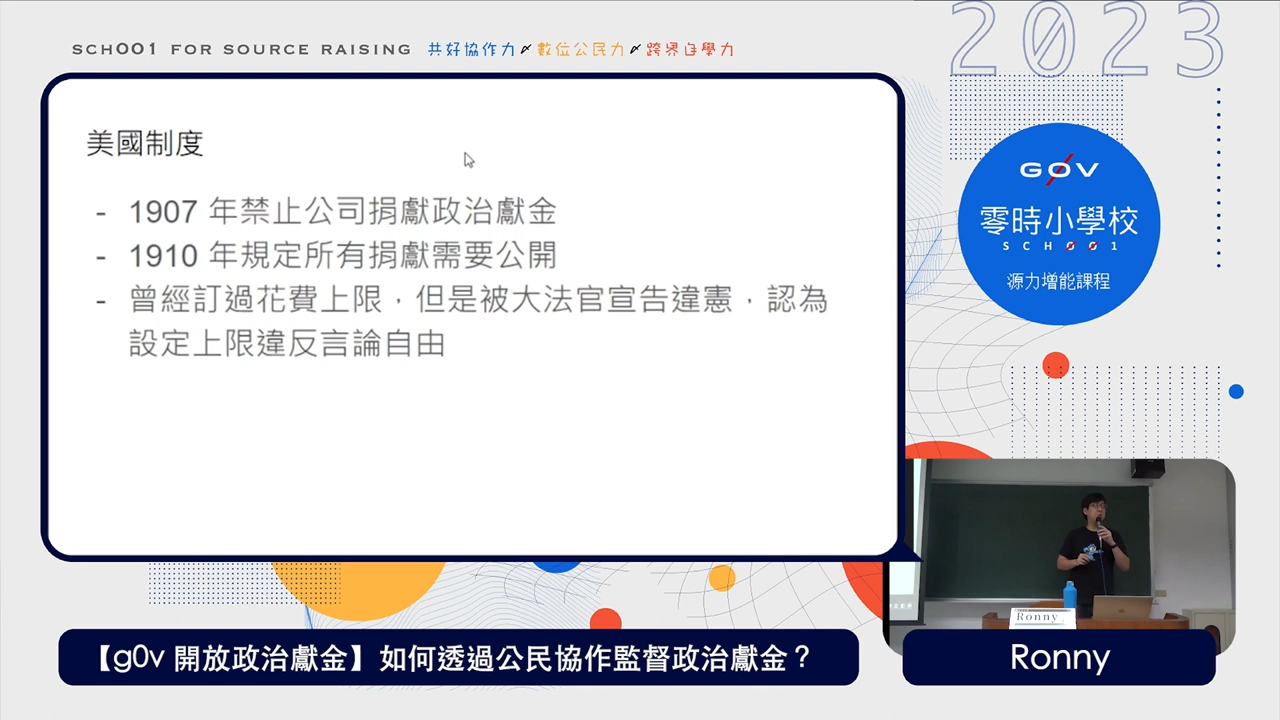 SCH001 FOR SOURCE RAISING 共好協作力 數位公民力 跨界自學力
2023
G0V
零時小學校
SCH001
源力增能課程
美國制度
- 1907 年禁止公司捐獻政治獻金
- 1910 年規定所有捐獻需要公開
- 曾經訂過花費上限，但是被大法官宣告違憲，認為
設定上限違反言論自由
Ronny
【g0v 開放政治獻金】如何透過公民協作監督政治獻金？
Ronny